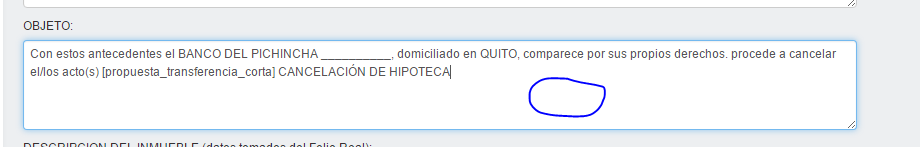 OBJETO:
Con estos antecedentes el BANCO DEL PICHINCHA __________, domiciliado en QUITO, comparece por sus propios derechos. procede a cancelar
el/los acto(s) [propuesta_transferencia_corta] CANCELACIÓN DE HIPOTECA
DESCRIPCION DEL INMUEBLE (datos tomados del Folio Real):